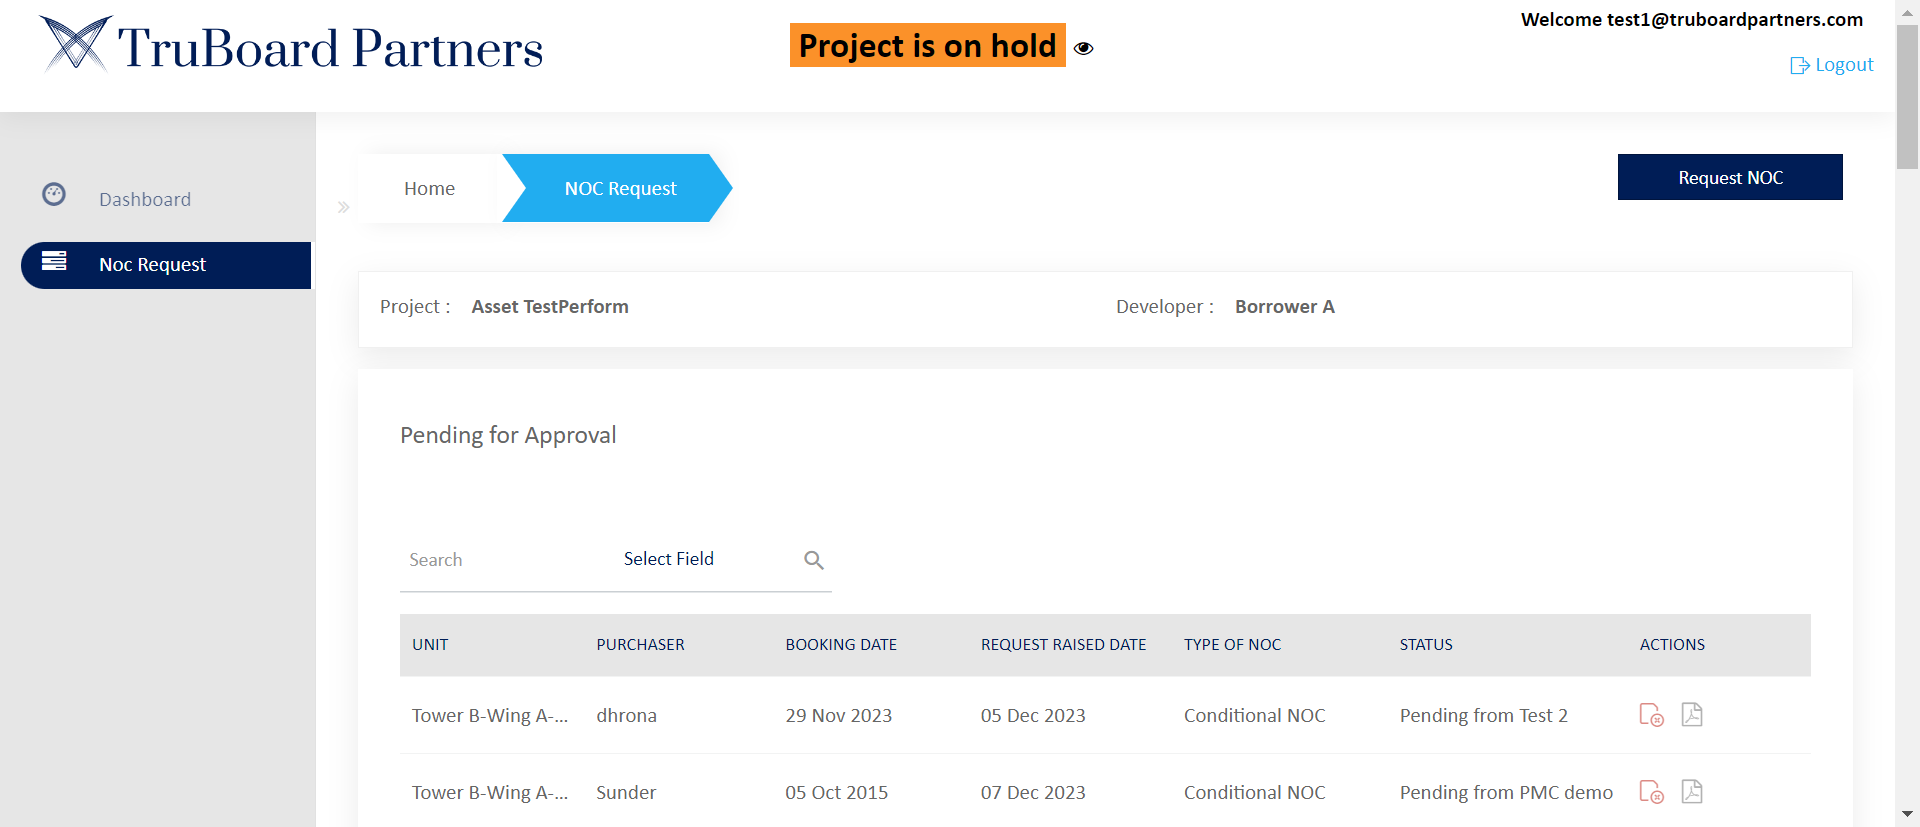 TruBoard Partners
Project is on hold
Welcome test1@truboardpartners.com
Logout
Dashboard
Noc Request
Home
NOC Request
Request NOC
Project : Asset TestPerform
Developer : Borrower A
Pending for Approval
Search
Select Field
UNIT PURCHASER BOOKING DATE REQUEST RAISED DATE TYPE OF NOC STATUS ACTIONS
Tower B-Wing A-... dhrona 29 Nov 2023 05 Dec 2023 Conditional NOC Pending from Test 2
Tower B-Wing A-... Sunder 05 Oct 2015 07 Dec 2023 Conditional NOC Pending from PMC demo